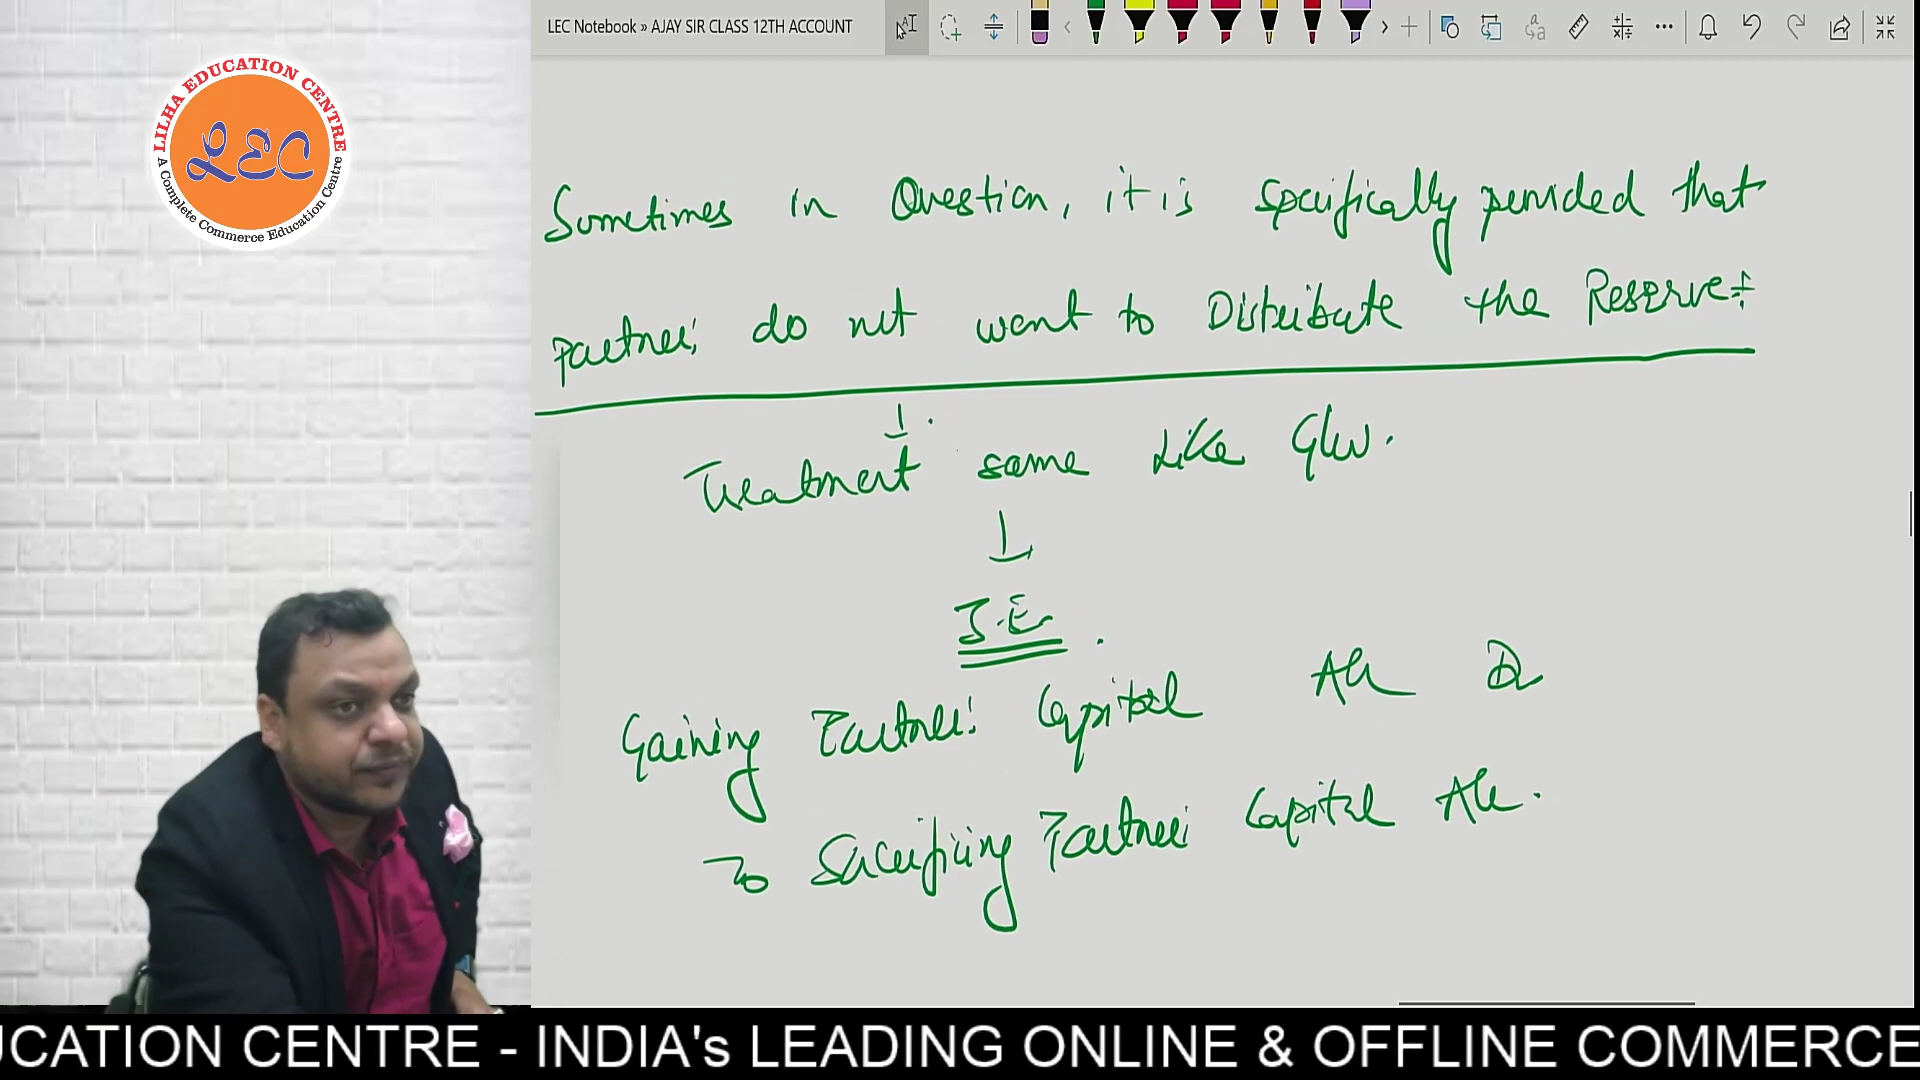 LEC Notebook » AJAY SIR CLASS 12TH ACCOUNT
LILHA EDUCATION CENTRE
LEC
A Complete Commerce Education Centre
Sometimes in Question, it is specifically provided that
Partners do not want to Distribute the Reserve:
Treatment same Like G/w.
J.E.
Gaining Partners' Capital A/c Dr
To Sacrificing Partners' Capital A/c.
UCATION CENTRE - INDIA's LEADING ONLINE & OFFLINE COMMERCE